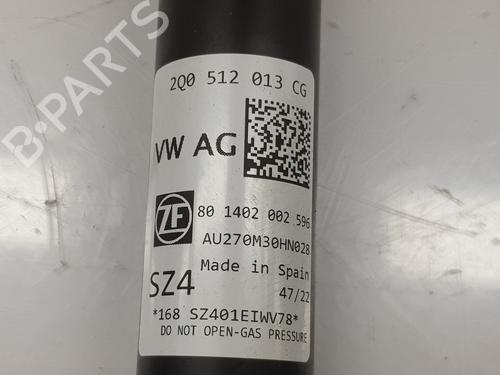 2Q0 512 013 CG
VW AG
ZF
80 1402 002 596
AU270M30HN028
SZ4
Made in Spain
47/22
*168 SZ401EIWV78*
DO NOT OPEN-GAS PRESSURE
B-PARTS